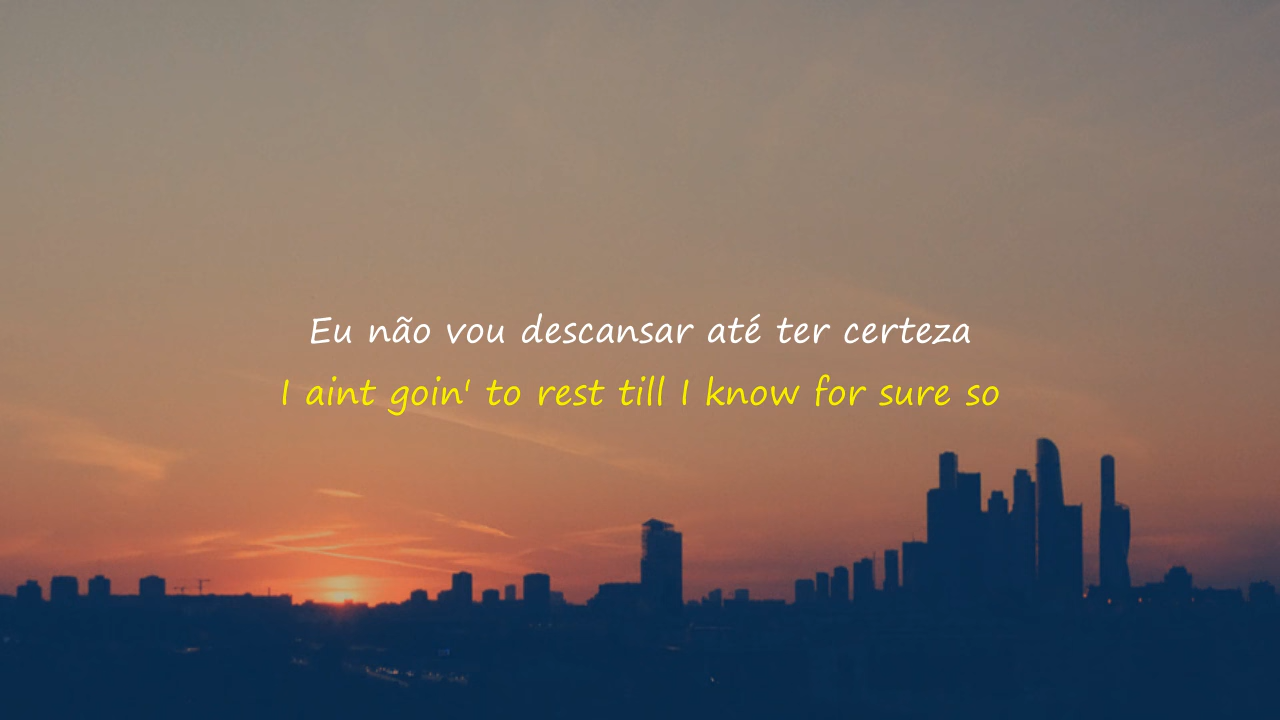 Eu não vou descansar até ter certeza
I aint goin' to rest till I know for sure so